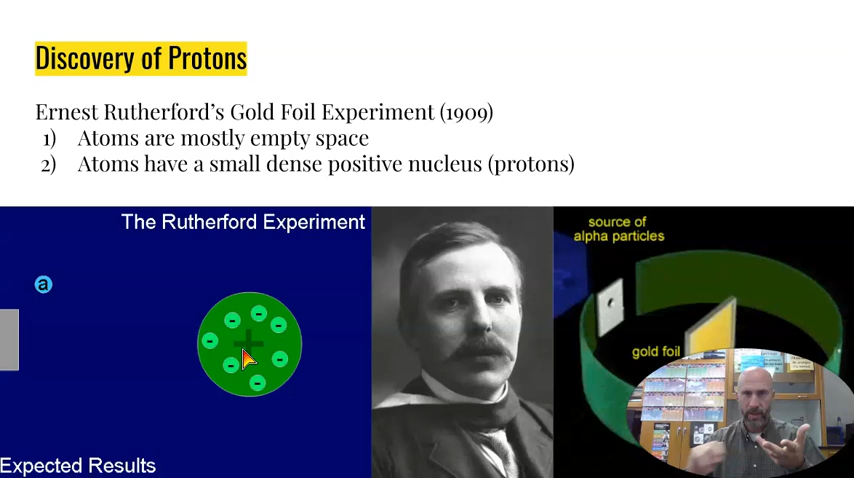 Discovery of Protons
Ernest Rutherford’s Gold Foil Experiment (1909)
1) Atoms are mostly empty space
2) Atoms have a small dense positive nucleus (protons)
The Rutherford Experiment
a
Expected Results
source of
alpha particles
gold foil